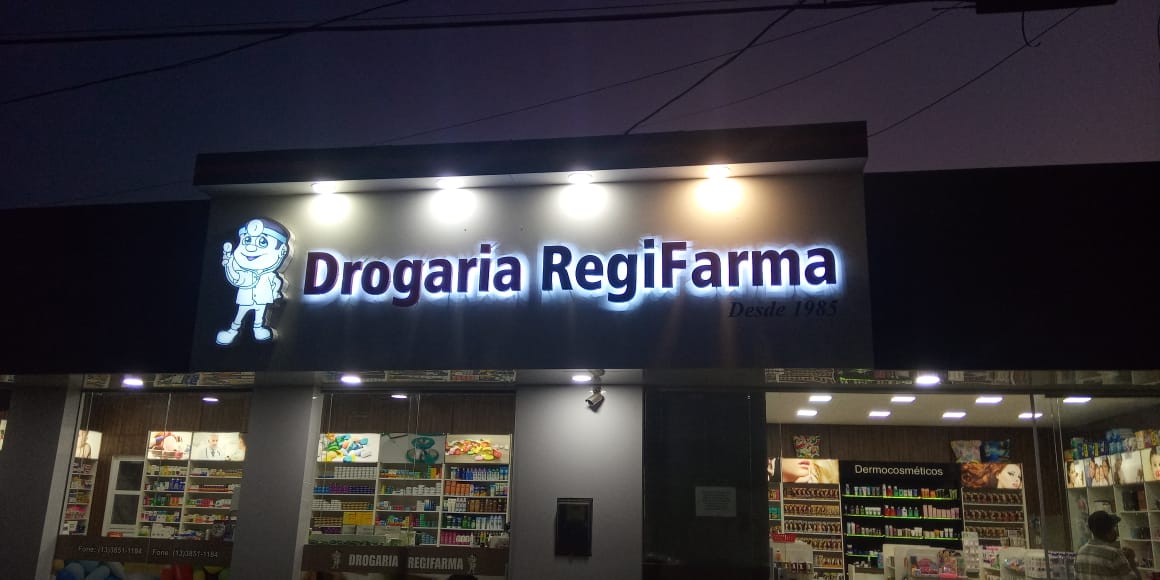 Drogaria RegiFarma
Desde 1985
Dermocosméticos
Fone: (13)3851-1184 Fone (13)3851-1184
DROGARIA REGIFARMA